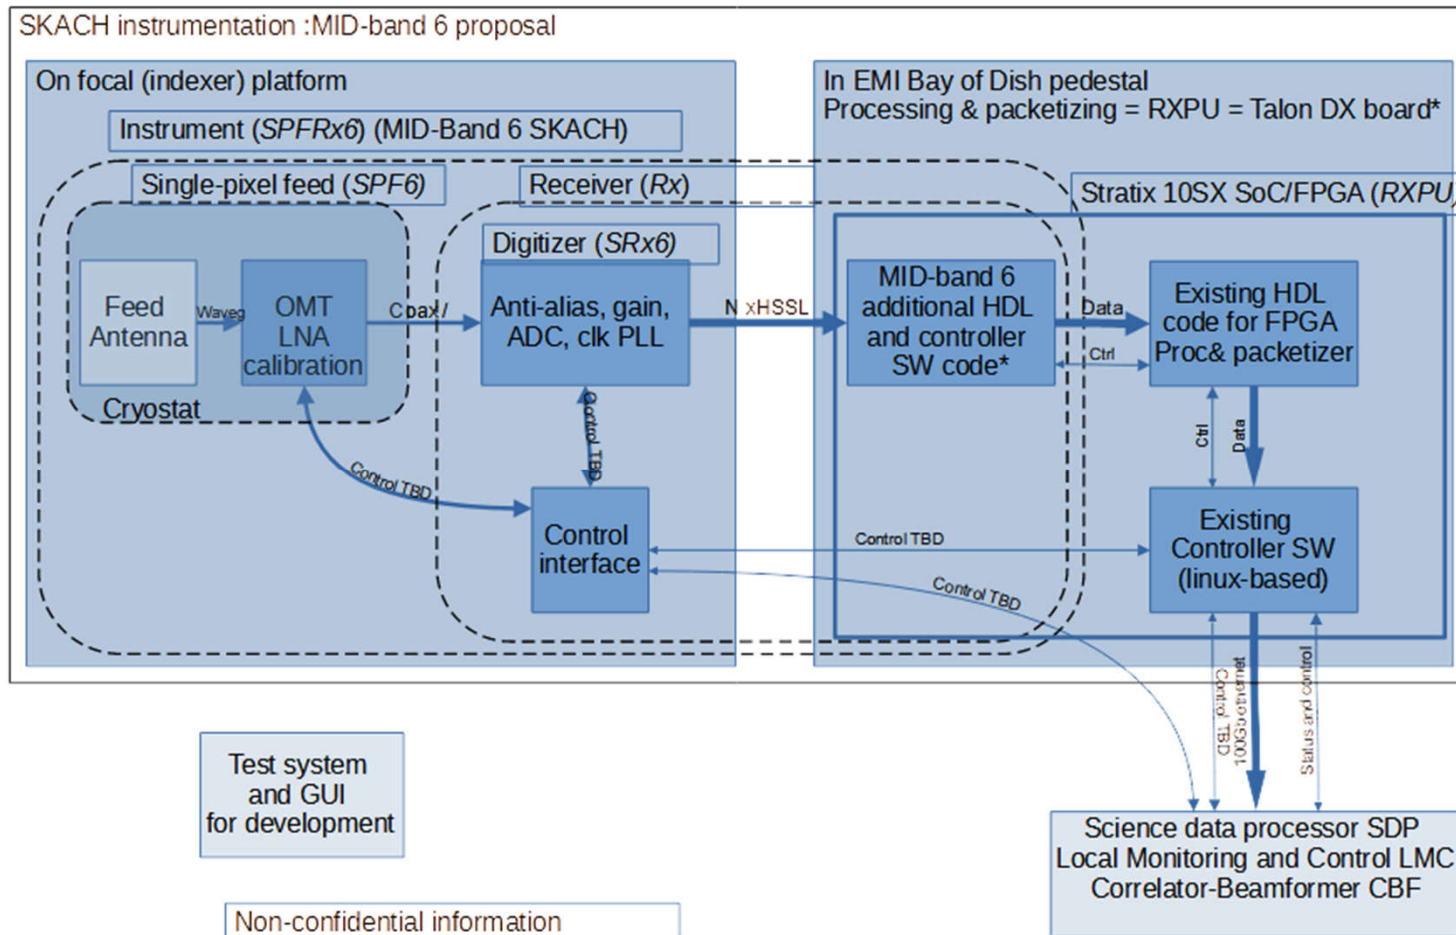 SKACH instrumentation :MID-band 6 proposal
On focal (indexer) platform
In EMI Bay of Dish pedestal
Processing & packetizing = RXPU = Talon DX board*
Instrument (SPFRx6) (MID-Band 6 SKACH)
Single-pixel feed (SPF6)
Receiver (Rx)
Stratix 10SX SoC/FPGA (RXPU)
Digitizer (SRx6)
Feed
Antenna
Waveg
OMT
LNA
calibration
Coax /
Anti-alias, gain,
ADC, clk PLL
N xHSSL
MID-band 6
additional HDL
and controller
SW code*
Data
Ctrl
Existing HDL
code for FPGA
Proc& packetizer
Cryostat
Control TBD
Control TBD
Ctrl
Data
Control
interface
Control TBD
Control TBD
Existing
Controller SW
(linux-based)
Control TBD
100Gb ethernet
Status and control
Test system
and GUI
for development
Science data processor SDP
Local Monitoring and Control LMC
Correlator-Beamformer CBF
Non-confidential information